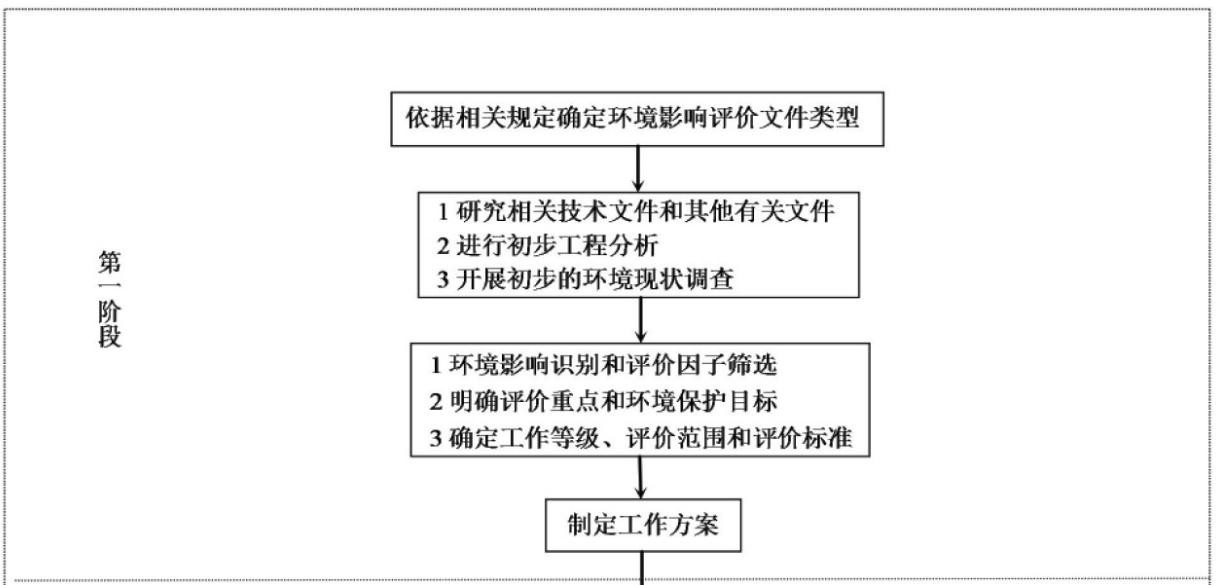 依据相关规定确定环境影响评价文件类型
1 研究相关技术文件和其他有关文件
2 进行初步工程分析
3 开展初步的环境现状调查
第一阶段
1 环境影响识别和评价因子筛选
2 明确评价重点和环境保护目标
3 确定工作等级、评价范围和评价标准
制定工作方案